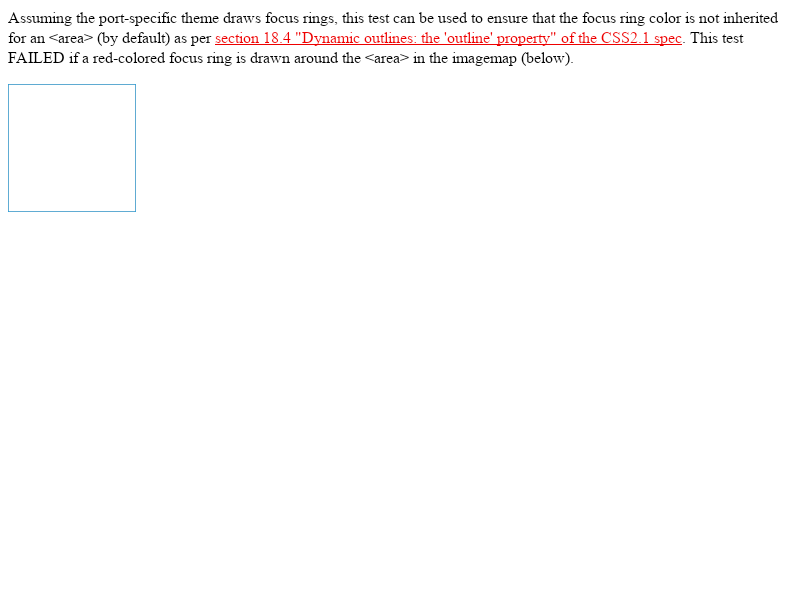 Assuming the port-specific theme draws focus rings, this test can be used to ensure that the focus ring color is not inherited
for an <area> (by default) as per section 18.4 "Dynamic outlines: the 'outline' property" of the CSS2.1 spec. This test
FAILED if a red-colored focus ring is drawn around the <area> in the imagemap (below).